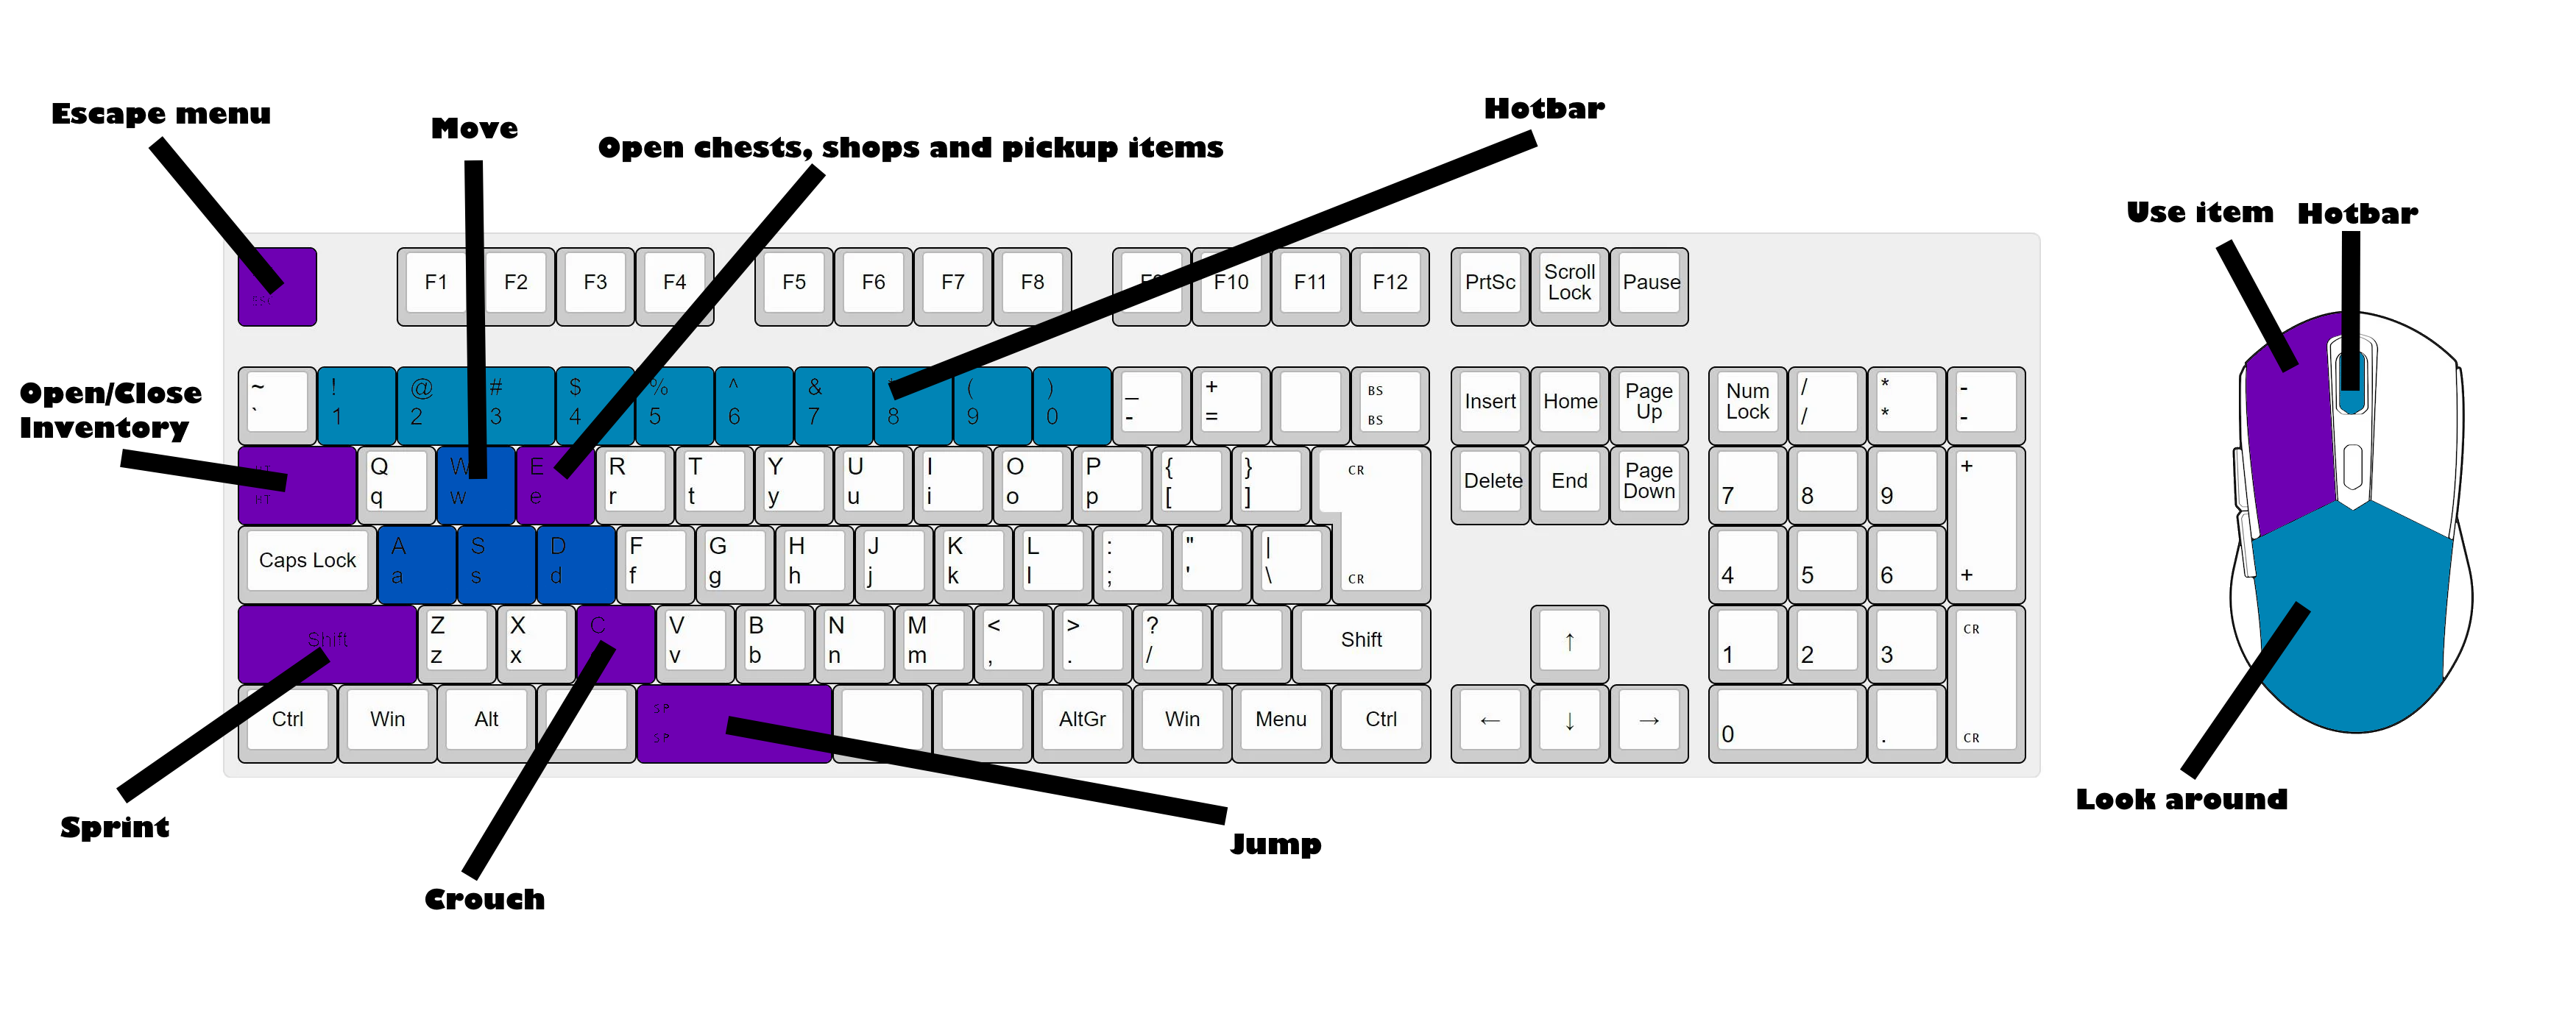 Escape menu
Move
Open chests, shops and pickup items
Hotbar
Use item
Hotbar
F1 F2 F3 F4 F5 F6 F7 F8 F10 F11 F12 PrtSc Scroll Lock Pause
Open/Close
Inventory
~ ! @ # $ % ^ & ( ) _ + BS
` 1 2 3 4 5 6 7 8 9 0 - = BS
Insert Home Page Up Num Lock / * -
/ * -
Q W E R T Y U I O P { } CR
HT q w e r t y u i o p [ ]
Delete End Page Down 7 8 9 +
Caps Lock A S D F G H J K L : " |
a s d f g h j k l ; ' \ CR
4 5 6 +
Shift Z X C V B N M < > ? Shift
z x v b n m , . /
↑ 1 2 3 CR
Ctrl Win Alt SP AltGr Win Menu Ctrl
SP
← ↓ → 0 . CR
Look around
Sprint
Jump
Crouch